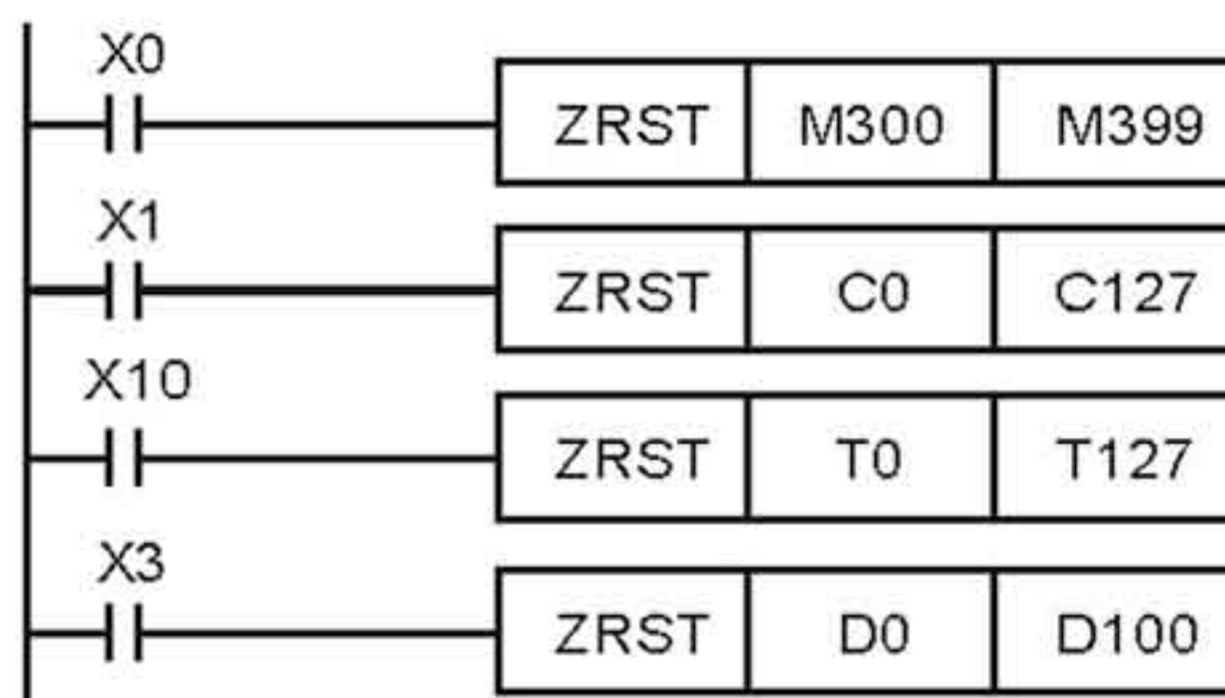 X0
ZRST M300 M399
X1
ZRST C0 C127
X10
ZRST T0 T127
X3
ZRST D0 D100